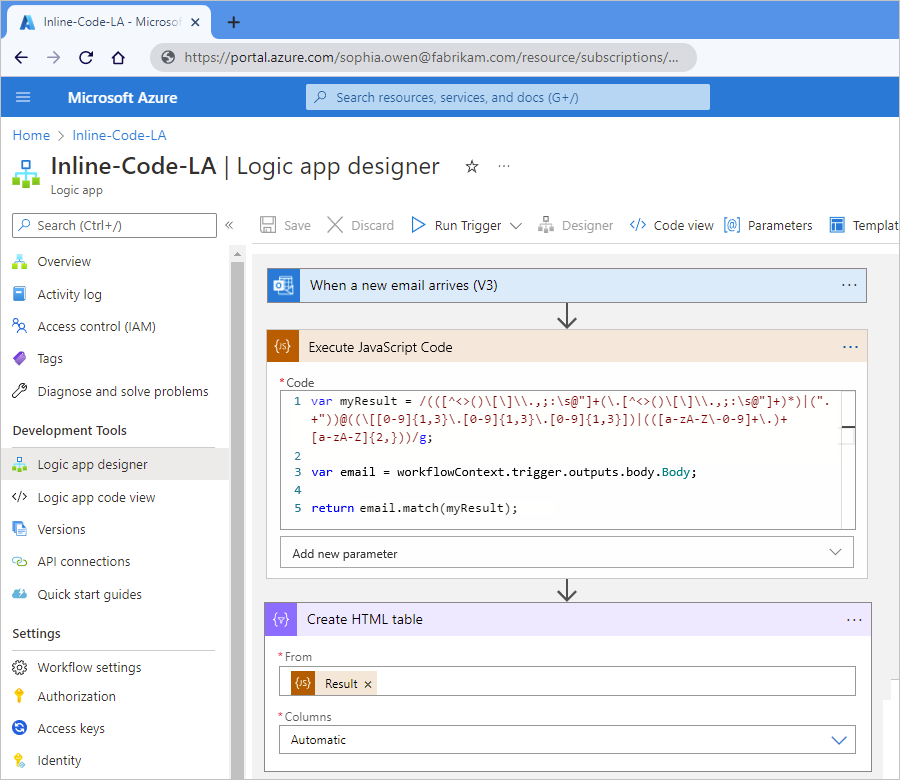 Inline-Code-LA - Microsof
https://portal.azure.com/sophia.owen@fabrikam.com/resource/subscriptions/...
Microsoft Azure
Search resources, services, and docs (G+/)
Home > Inline-Code-LA
Inline-Code-LA | Logic app designer
Logic app
Search (Ctrl+/)
«
Save
Discard
Run Trigger
Designer
</> Code view
[@] Parameters
Templat
Overview
Activity log
Access control (IAM)
Tags
Diagnose and solve problems
Development Tools
Logic app designer
</> Logic app code view
Versions
API connections
Quick start guides
Settings
Workflow settings
Authorization
Access keys
Identity
When a new email arrives (V3)
...
{JS} Execute JavaScript Code
...
*Code
1 var myResult = /(([^<>()\[\]\\.,;:\s@"]+(\.[^<>()\[\]\\.,;:\s@"]+)*)|(".
+"))@((\[[0-9]{1,3}\.[0-9]{1,3}\.[0-9]{1,3}])|(([a-zA-Z\-0-9]+\.)+
[a-zA-Z]{2,}))/g;
2
3 var email = workflowContext.trigger.outputs.body.Body;
4
5 return email.match(myResult);
Add new parameter
Create HTML table
...
*From
{JS} Result ×
*Columns
Automatic